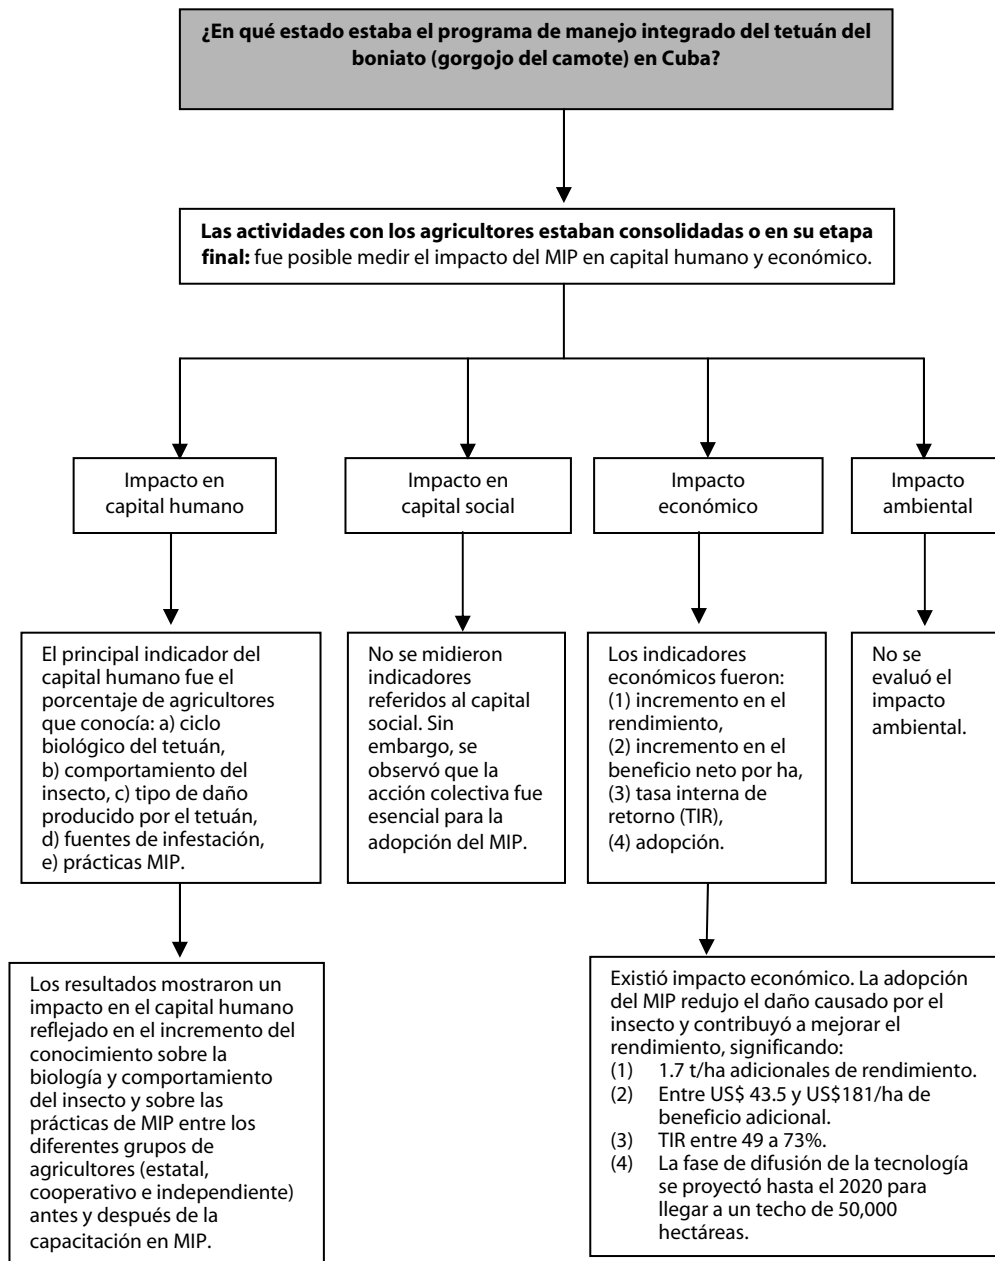 ¿En qué estado estaba el programa de manejo integrado del tetuán del
boniato (gorgojo del camote) en Cuba?
Las actividades con los agricultores estaban consolidadas o en su etapa
final: fue posible medir el impacto del MIP en capital humano y económico.
Impacto en
capital humano
Impacto en
capital social
Impacto
económico
Impacto
ambiental
El principal indicador del
capital humano fue el
porcentaje de agricultores
que conocía: a) ciclo
biológico del tetuán,
b) comportamiento del
insecto, c) tipo de daño
producido por el tetuán,
d) fuentes de infestación,
e) prácticas MIP.
No se midieron
indicadores
referidos al capital
social. Sin
embargo, se
observó que la
acción colectiva fue
esencial para la
adopción del MIP.
Los indicadores
económicos fueron:
(1) incremento en el
rendimiento,
(2) incremento en el
beneficio neto por ha,
(3) tasa interna de
retorno (TIR),
(4) adopción.
No se
evaluó el
impacto
ambiental.
Los resultados mostraron un
impacto en el capital humano
reflejado en el incremento del
conocimiento sobre la
biología y comportamiento
del insecto y sobre las
prácticas de MIP entre los
diferentes grupos de
agricultores (estatal,
cooperativo e independiente)
antes y después de la
capacitación en MIP.
Existió impacto económico. La adopción
del MIP redujo el daño causado por el
insecto y contribuyó a mejorar el
rendimiento, significando:
(1) 1.7 t/ha adicionales de rendimiento.
(2) Entre US$ 43.5 y US$181/ha de
beneficio adicional.
(3) TIR entre 49 a 73%.
(4) La fase de difusión de la tecnología
se proyectó hasta el 2020 para
llegar a un techo de 50,000
hectáreas.